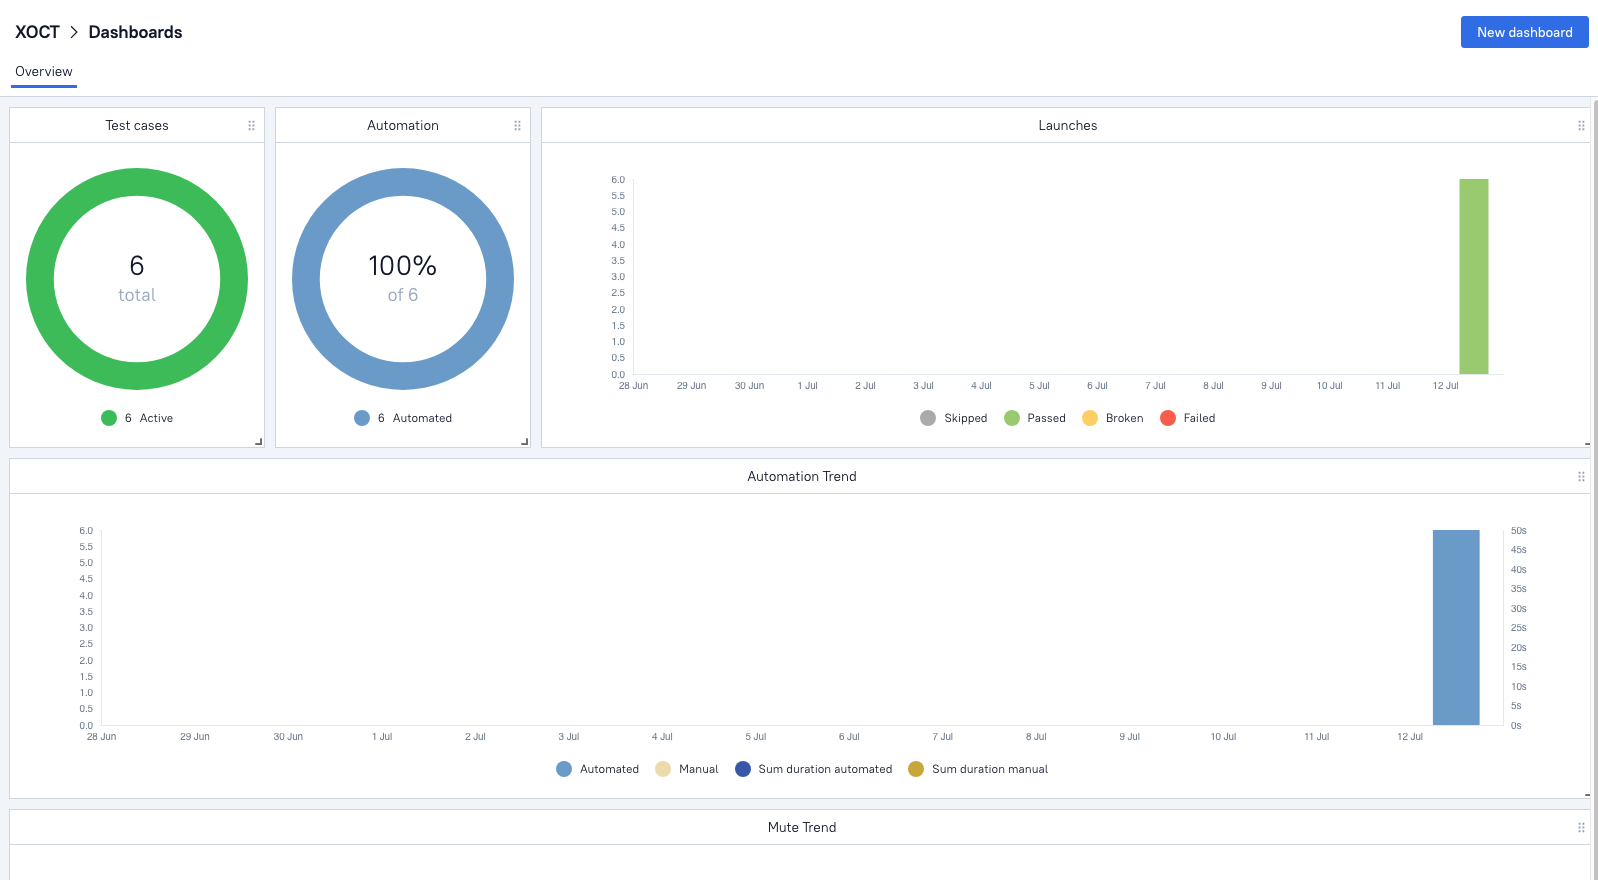 XOCT > Dashboards
New dashboard
Overview
Test cases
6
total
6 Active
Automation
100%
of 6
6 Automated
Launches
6.0
5.5
5.0
4.5
4.0
3.5
3.0
2.5
2.0
1.5
1.0
0.5
0.0
28 Jun 29 Jun 30 Jun 1 Jul 2 Jul 3 Jul 4 Jul 5 Jul 6 Jul 7 Jul 8 Jul 9 Jul 10 Jul 11 Jul 12 Jul
Skipped Passed Broken Failed
Automation Trend
6.0
5.5
5.0
4.5
4.0
3.5
3.0
2.5
2.0
1.5
1.0
0.5
0.0
50s
45s
40s
35s
30s
25s
20s
15s
10s
5s
0s
28 Jun 29 Jun 30 Jun 1 Jul 2 Jul 3 Jul 4 Jul 5 Jul 6 Jul 7 Jul 8 Jul 9 Jul 10 Jul 11 Jul 12 Jul
Automated Manual Sum duration automated Sum duration manual
Mute Trend